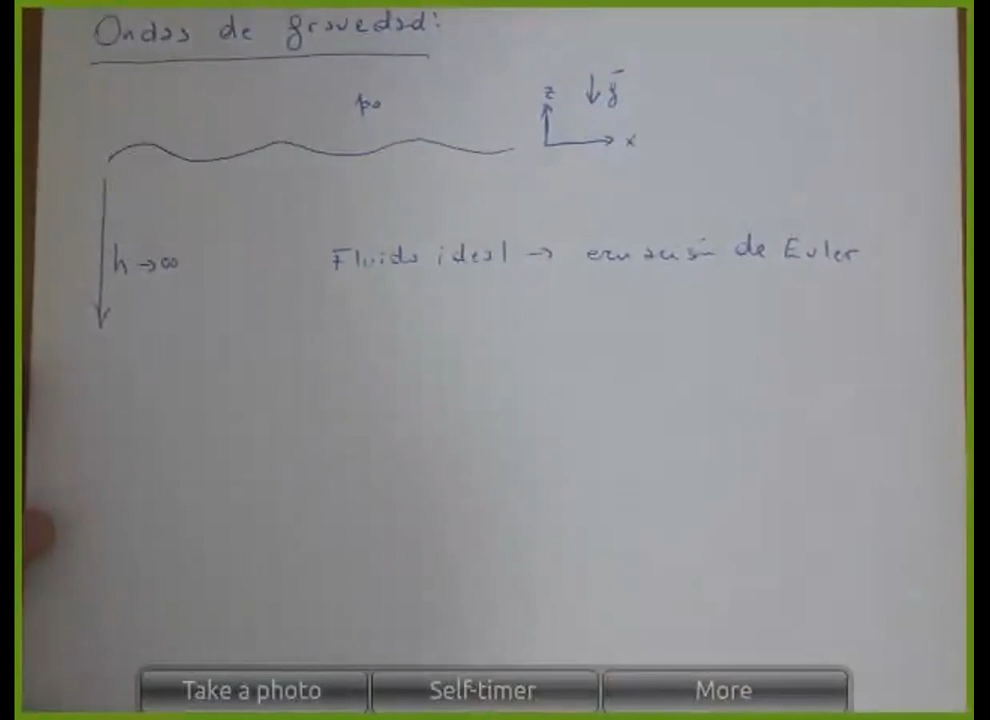 Ondas de gravedad:
p₀
z ↓ g⃗
x
h → ∞
Fluido ideal → ecuación de Euler
Take a photo Self-timer More